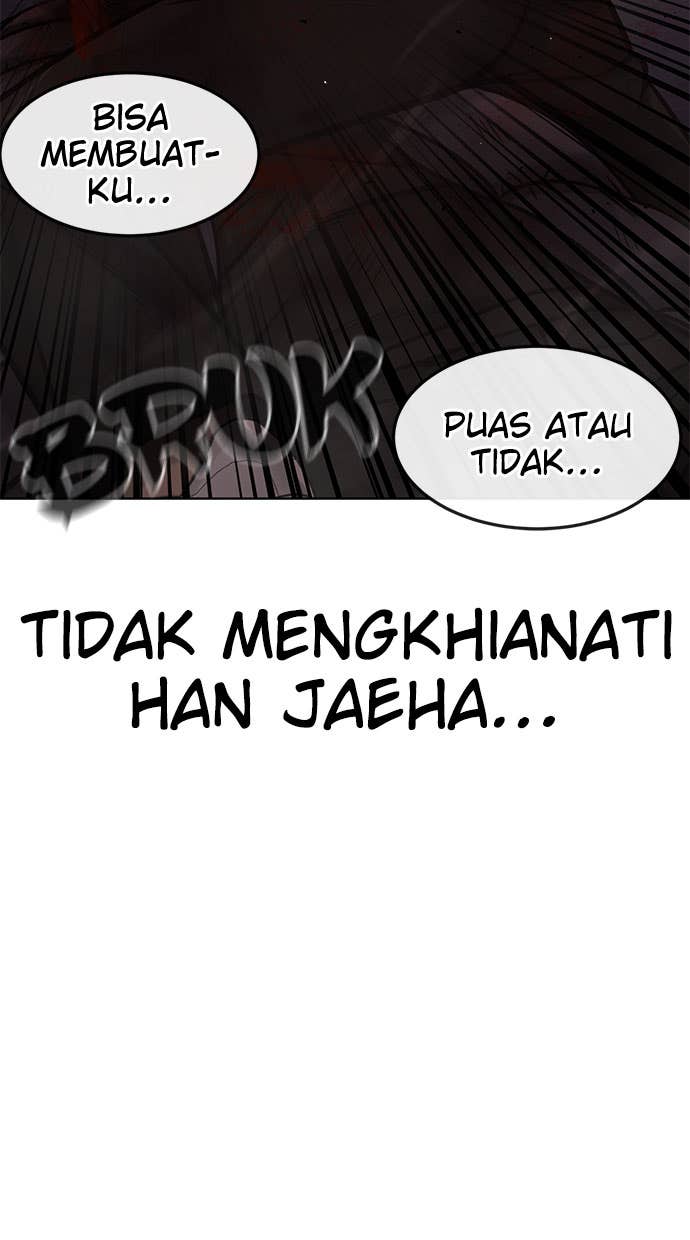 BISA
MEMBUAT-
KU...
BRUK
PUAS ATAU
TIDAK...
TIDAK MENGKHIANATI
HAN JAEHA...